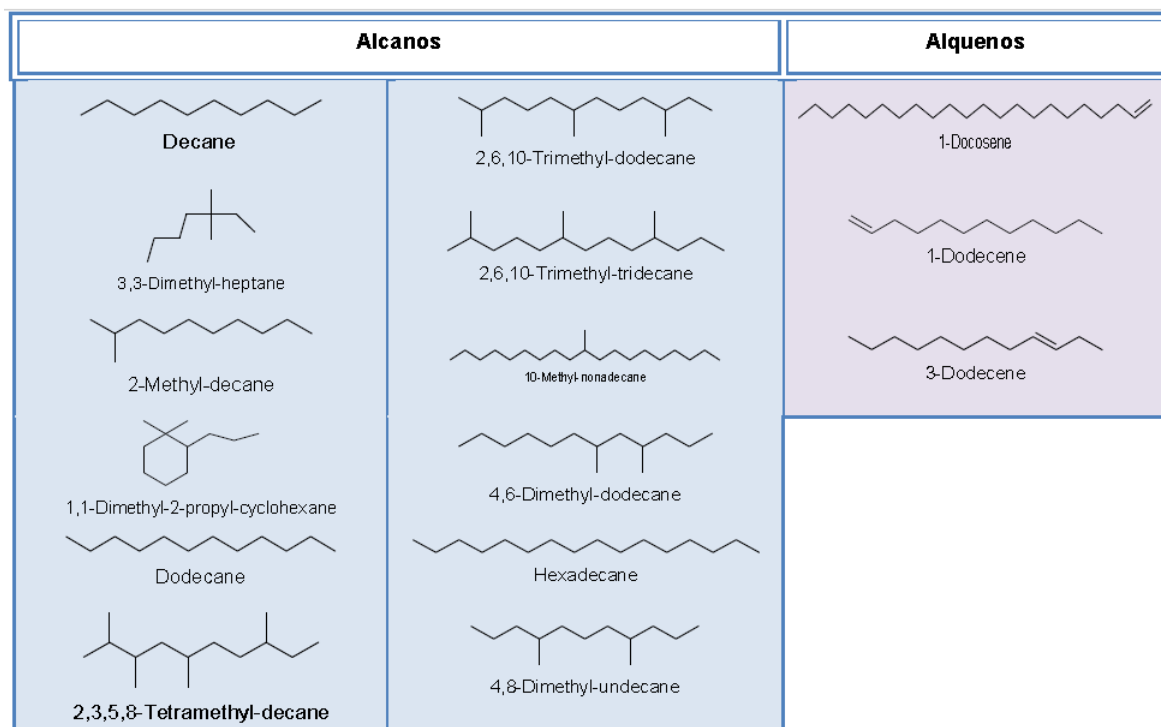 Alcanos
Alquenos
Decane
3,3-Dimethyl-heptane
2-Methyl-decane
1,1-Dimethyl-2-propyl-cyclohexane
Dodecane
2,3,5,8-Tetramethyl-decane
2,6,10-Trimethyl-dodecane
2,6,10-Trimethyl-tridecane
10-Methyl-nonadecane
4,6-Dimethyl-dodecane
Hexadecane
4,8-Dimethyl-undecane
1-Docosene
1-Dodecene
3-Dodecene